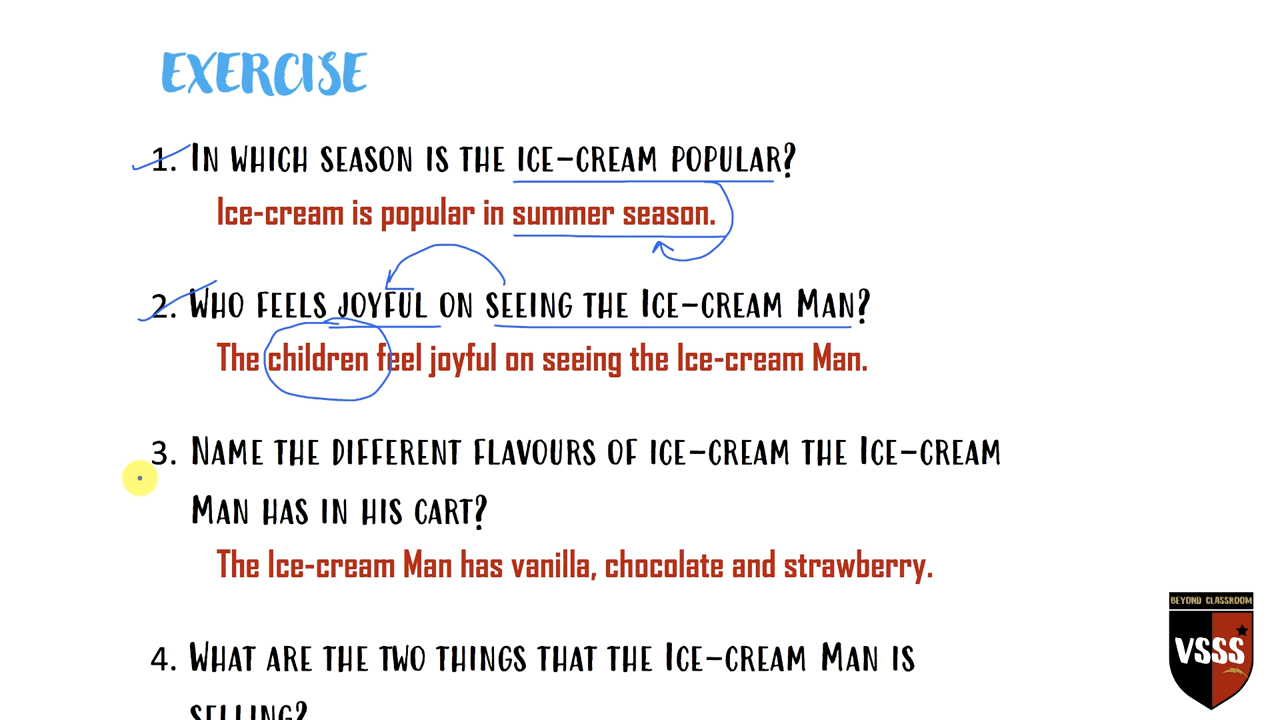 EXERCISE
1. IN WHICH SEASON IS THE ICE-CREAM POPULAR?
Ice-cream is popular in summer season.
2. WHO FEELS JOYFUL ON SEEING THE ICE-CREAM MAN?
The children feel joyful on seeing the Ice-cream Man.
3. NAME THE DIFFERENT FLAVOURS OF ICE-CREAM THE ICE-CREAM
MAN HAS IN HIS CART?
The Ice-cream Man has vanilla, chocolate and strawberry.
4. WHAT ARE THE TWO THINGS THAT THE ICE-CREAM MAN IS
SELLING?
BEYOND CLASSROOM
VSSS